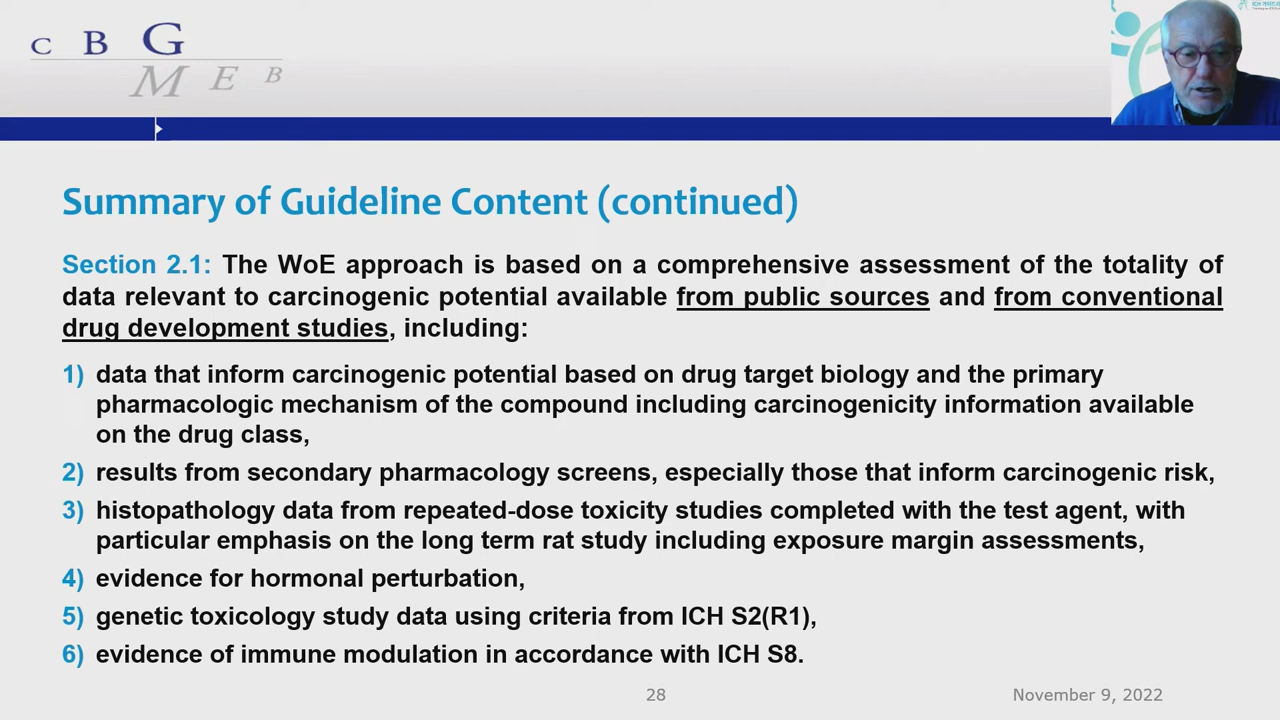 C B G
M E B
Summary of Guideline Content (continued)
Section 2.1: The WoE approach is based on a comprehensive assessment of the totality of
data relevant to carcinogenic potential available from public sources and from conventional
drug development studies, including:
1) data that inform carcinogenic potential based on drug target biology and the primary
pharmacologic mechanism of the compound including carcinogenicity information available
on the drug class,
2) results from secondary pharmacology screens, especially those that inform carcinogenic risk,
3) histopathology data from repeated-dose toxicity studies completed with the test agent, with
particular emphasis on the long term rat study including exposure margin assessments,
4) evidence for hormonal perturbation,
5) genetic toxicology study data using criteria from ICH S2(R1),
6) evidence of immune modulation in accordance with ICH S8.
28
November 9, 2022